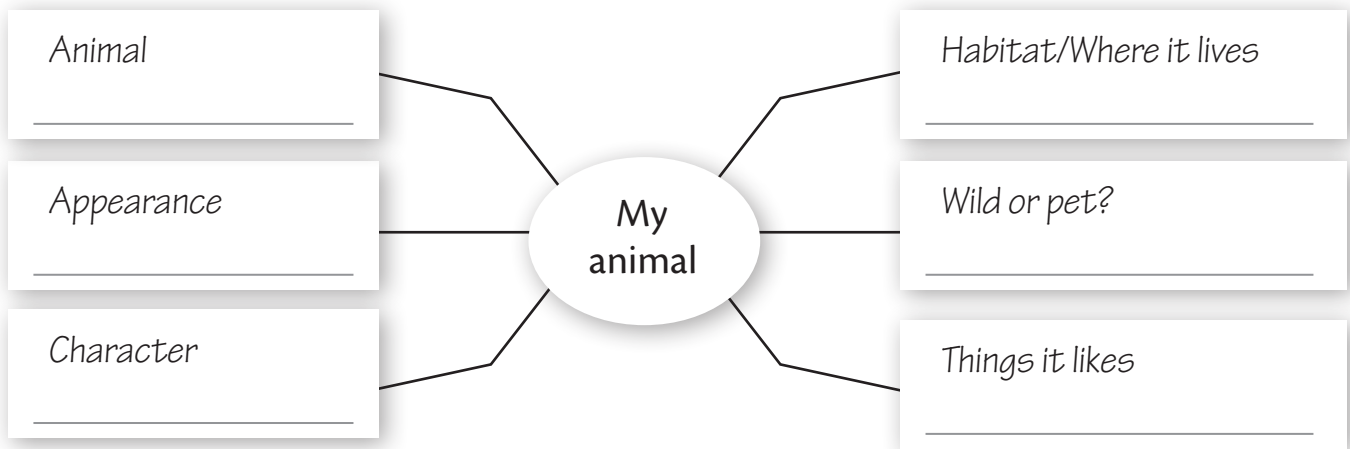 Animal
Appearance
Character
My
animal
Habitat/Where it lives
Wild or pet?
Things it likes